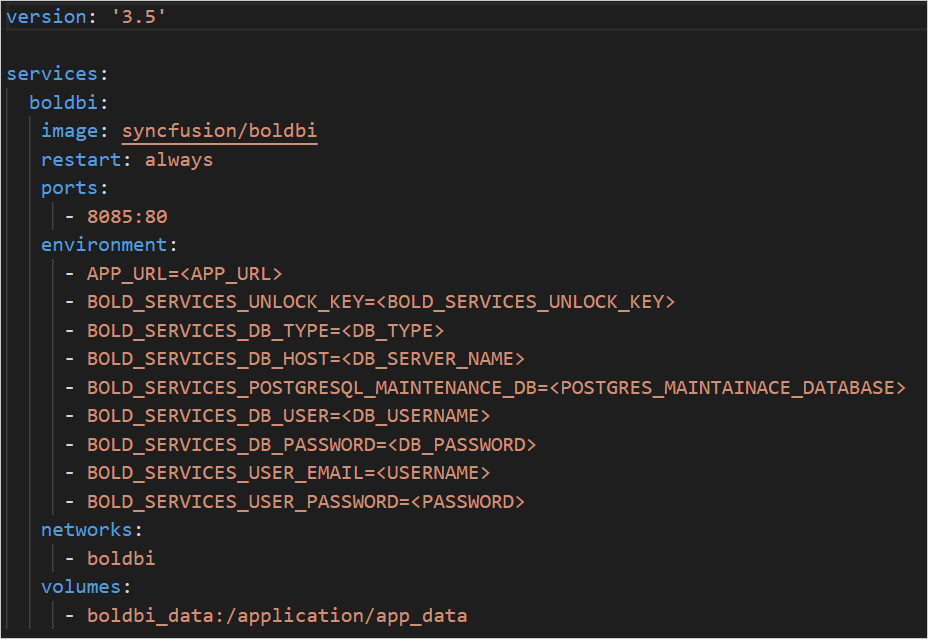 version: '3.5'
services:
boldbi:
image: syncfusion/boldbi
restart: always
ports:
- 8085:80
environment:
- APP_URL=<APP_URL>
- BOLD_SERVICES_UNLOCK_KEY=<BOLD_SERVICES_UNLOCK_KEY>
- BOLD_SERVICES_DB_TYPE=<DB_TYPE>
- BOLD_SERVICES_DB_HOST=<DB_SERVER_NAME>
- BOLD_SERVICES_POSTGRESQL_MAINTENANCE_DB=<POSTGRES_MAINTAINACE_DATABASE>
- BOLD_SERVICES_DB_USER=<DB_USERNAME>
- BOLD_SERVICES_DB_PASSWORD=<DB_PASSWORD>
- BOLD_SERVICES_USER_EMAIL=<USERNAME>
- BOLD_SERVICES_USER_PASSWORD=<PASSWORD>
networks:
- boldbi
volumes:
- boldbi_data:/application/app_data